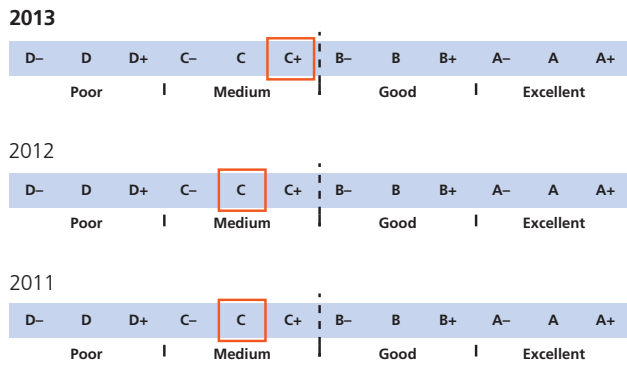 2013
D– D D+ C– C C+ B– B B+ A– A A+
Poor Medium Good Excellent
2012
D– D D+ C– C C+ B– B B+ A– A A+
Poor Medium Good Excellent
2011
D– D D+ C– C C+ B– B B+ A– A A+
Poor Medium Good Excellent